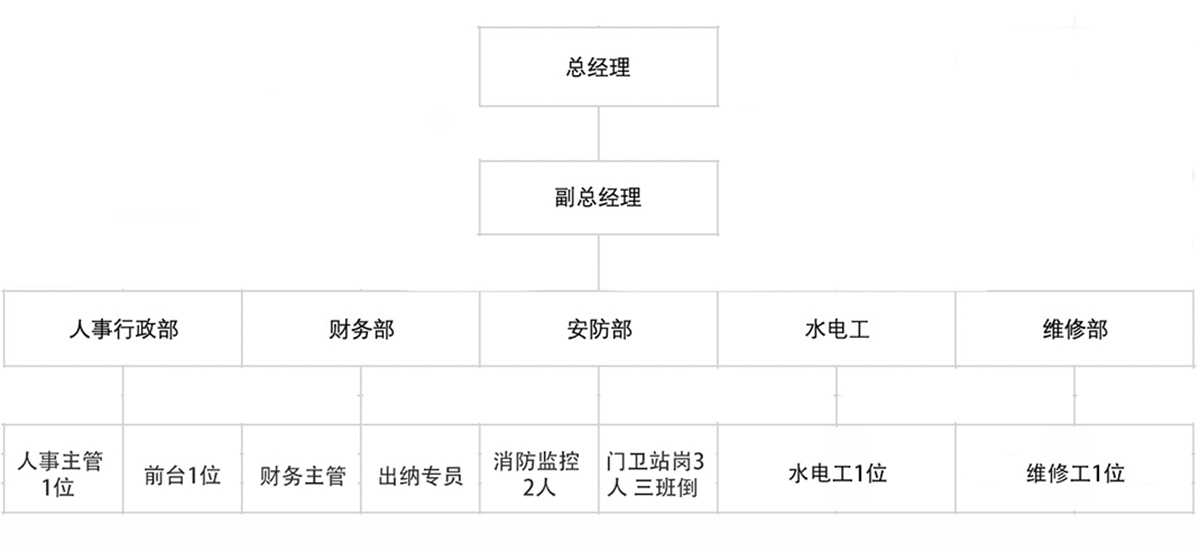 总经理
副总经理
人事行政部
财务部
安防部
水电工
维修部
人事主管
1位
前台1位
财务主管
出纳专员
消防监控
2人
门卫站岗3
人 三班倒
水电工1位
维修工1位